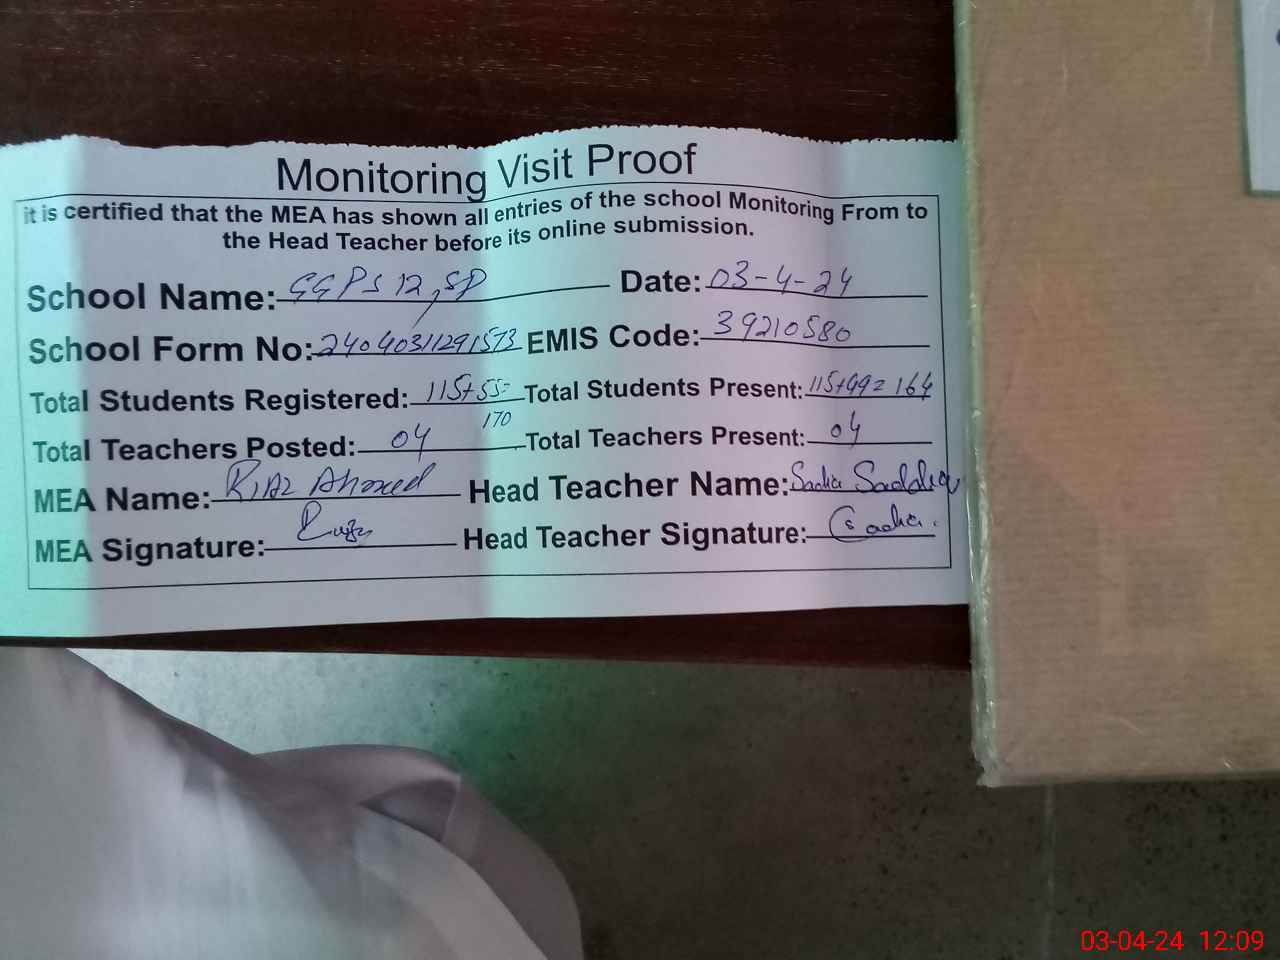 Monitoring Visit Proof
it is certified that the MEA has shown all entries of the school Monitoring From to
the Head Teacher before its online submission.
School Name: GGPS 12, SP Date: 03-4-24
School Form No: 24040311291573 EMIS Code: 39210580
Total Students Registered: 115+55= Total Students Present: 115+49= 164
170
Total Teachers Posted: 04 Total Teachers Present: 04
MEA Name: Riaz Ahmed Head Teacher Name: Sadia Saddiq
MEA Signature: Head Teacher Signature: Sadia.
03-04-24 12:09